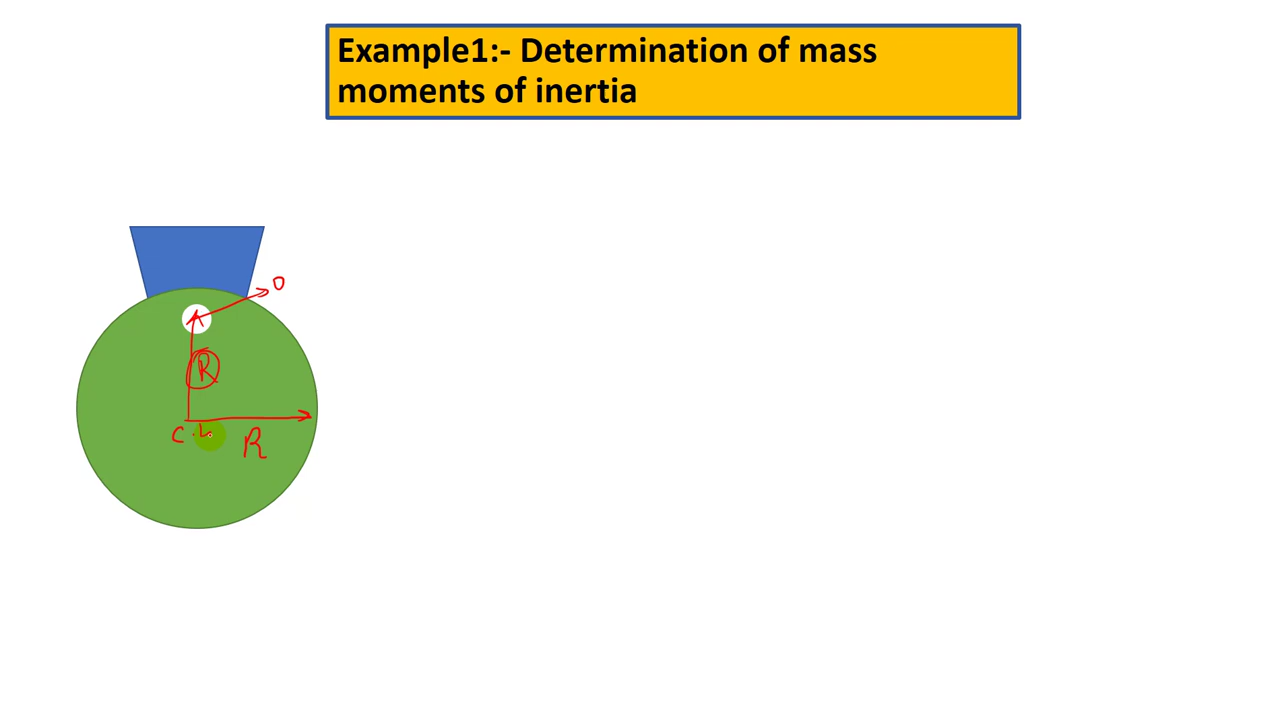 Example1:- Determination of mass
moments of inertia
O
R
C.
R